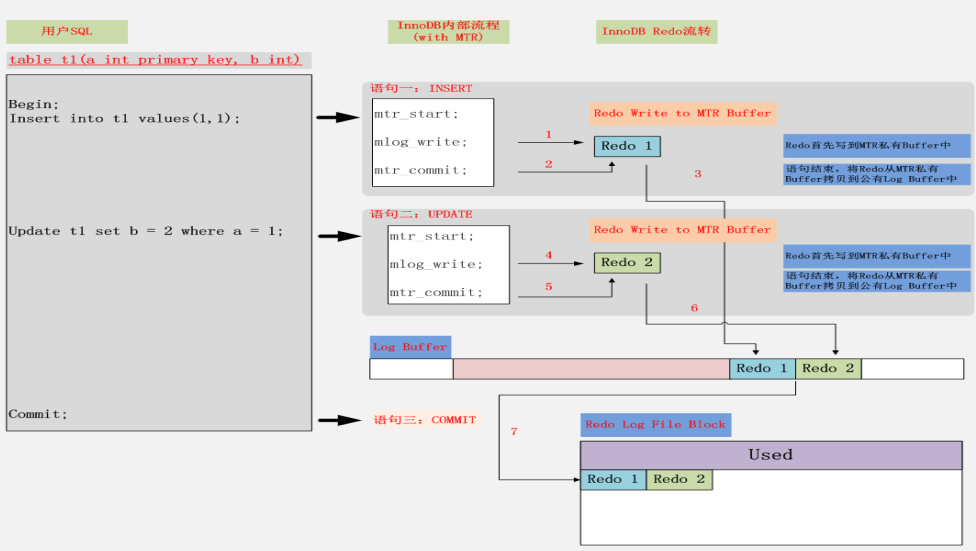 用户SQL
InnoDB内部流程
(with MTR)
InnoDB Redo流转
table t1(a int primary key, b int)
Begin;
Insert into t1 values(1,1);
Update t1 set b = 2 where a = 1;
Commit;
语句一：INSERT
mtr_start;
mlog_write;
mtr_commit;
1
2
Redo Write to MTR Buffer
Redo 1
3
Redo首先写到MTR私有Buffer中
语句结束，将Redo从MTR私有
Buffer拷贝到公有Log Buffer中
语句二：UPDATE
mtr_start;
mlog_write;
mtr_commit;
4
5
Redo Write to MTR Buffer
Redo 2
6
Redo首先写到MTR私有Buffer中
语句结束，将Redo从MTR私有
Buffer拷贝到公有Log Buffer中
Log Buffer
Redo 1
Redo 2
语句三：COMMIT
7
Redo Log File Block
Used
Redo 1
Redo 2